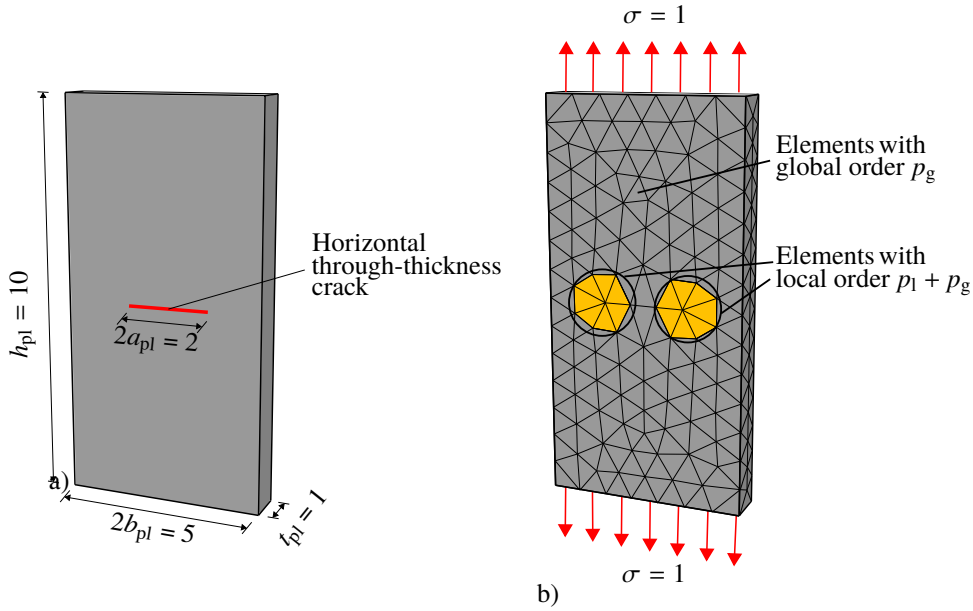 h_pl = 10
Horizontal
through-thickness
crack
2a_pl = 2
a)
2b_pl = 5
t_pl = 1
σ = 1
Elements with
global order p_g
Elements with
local order p_l + p_g
σ = 1
b)